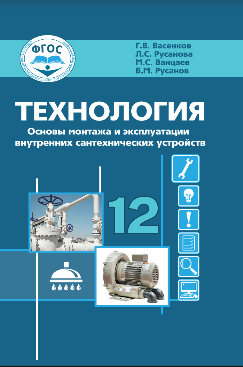 ФГОС
Г.В. Васенков
Л.С. Русанова
М.С. Ванцаев
В.М. Русанов
ТЕХНОЛОГИЯ
Основы монтажа и эксплуатации
внутренних сантехнических устройств
12